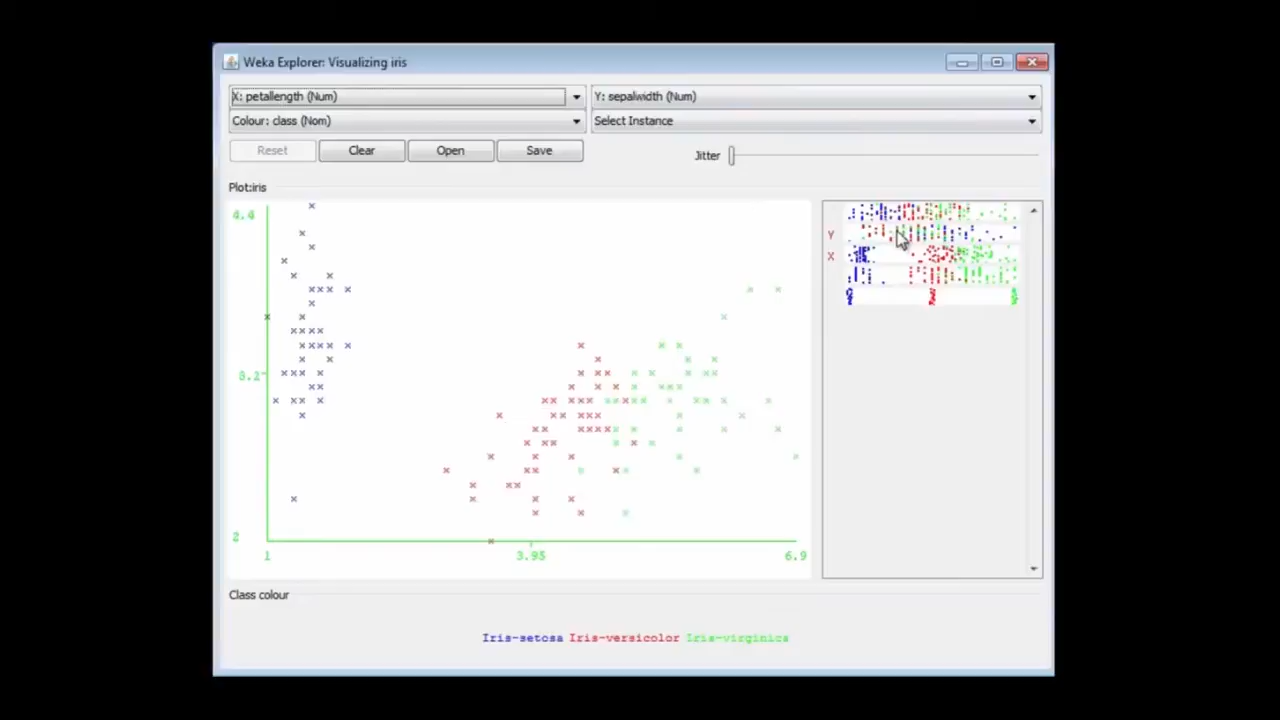 Weka Explorer: Visualizing iris
X: petallength (Num)
Y: sepalwidth (Num)
Colour: class (Nom)
Select Instance
Reset
Clear
Open
Save
Jitter
Plot:iris
4.4
3.2
2
1
3.95
6.9
Y
X
Class colour
Iris-setosa Iris-versicolor Iris-virginica